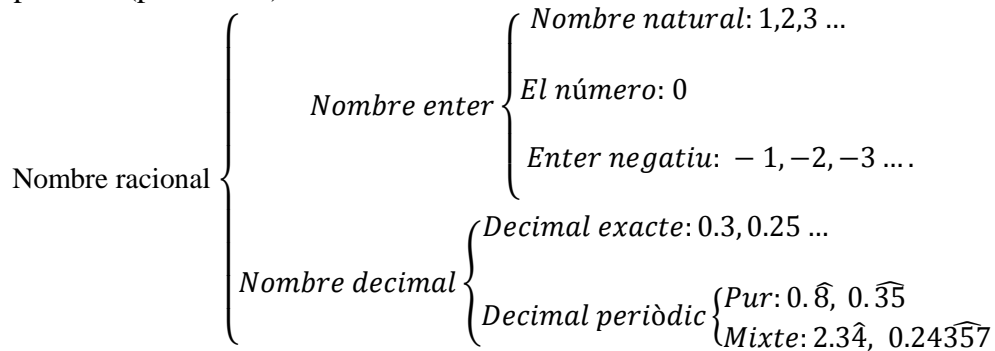 Nombre natural: 1,2,3 …
Nombre enter
El número: 0
Enter negatiu: − 1, −2, −3 ….
Nombre racional
Decimal exacte: 0.3, 0.25 …
Nombre decimal
Decimal periòdic
Pur: 0. 8̂, 0. 3͡5
Mixte: 2.34̂, 0.243͡57